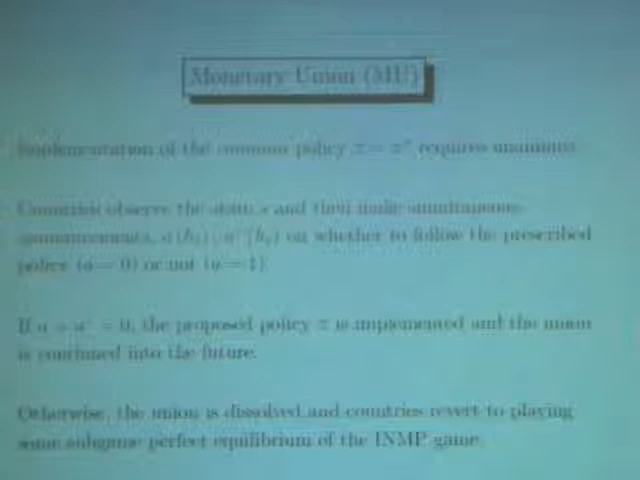 Monetary Union (MU)
Implementation of the common policy π = π* requires unanimity
Countries observe the state s and then make simultaneous
announcements, on whether to follow the prescribed
policy (a = 0) or not (a = 1)
If a = a* = 0, the proposed policy π is implemented and the union
is continued into the future.
Otherwise, the union is dissolved and countries revert to playing
some subgame perfect equilibrium of the INMP game.